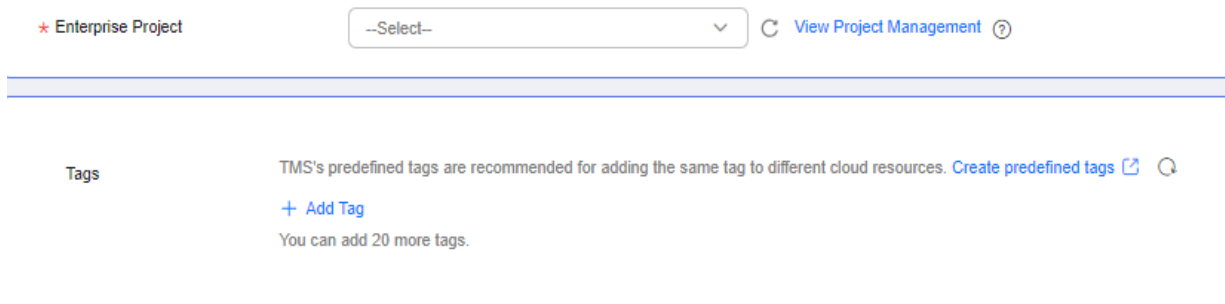 * Enterprise Project --Select-- View Project Management ?
Tags TMS's predefined tags are recommended for adding the same tag to different cloud resources. Create predefined tags
+ Add Tag
You can add 20 more tags.